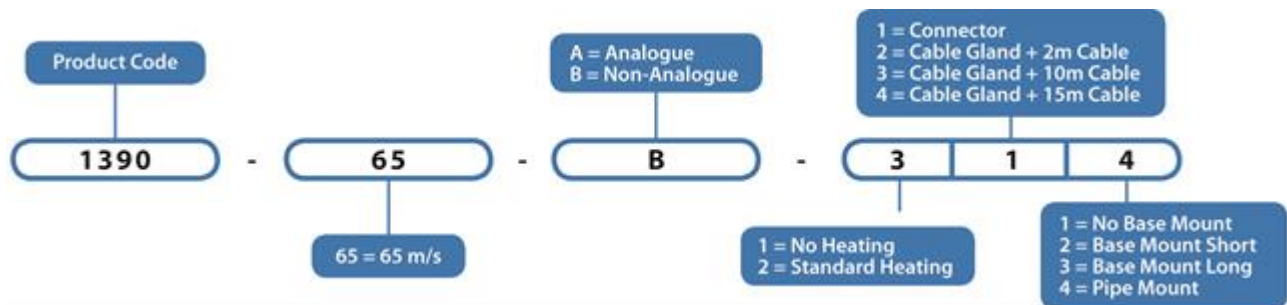 Product Code
A = Analogue
B = Non-Analogue
1 = Connector
2 = Cable Gland + 2m Cable
3 = Cable Gland + 10m Cable
4 = Cable Gland + 15m Cable
1390 - 65 - B - 3 1 4
65 = 65 m/s
1 = No Heating
2 = Standard Heating
1 = No Base Mount
2 = Base Mount Short
3 = Base Mount Long
4 = Pipe Mount